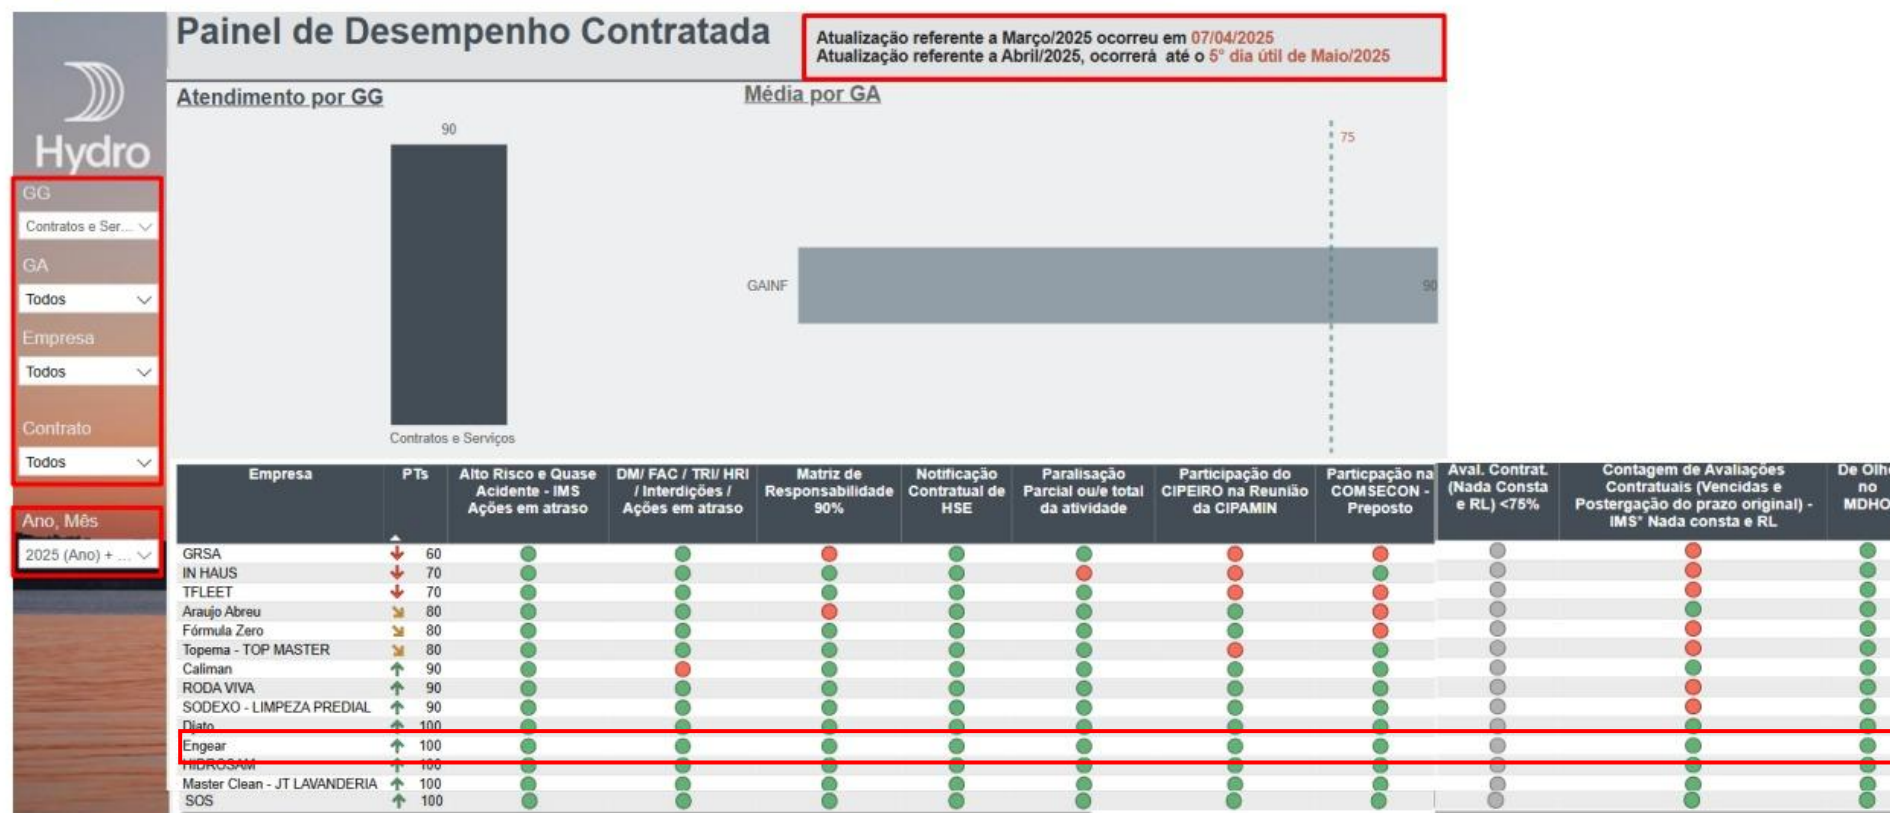 Painel de Desempenho Contratada
Atualização referente a Março/2025 ocorreu em 07/04/2025
Atualização referente a Abril/2025, ocorrerá até o 5° dia útil de Maio/2025
Hydro
GG
Contratos e Ser...
GA
Todos
Empresa
Todos
Contrato
Todos
Ano, Mês
2025 (Ano) + ...
Atendimento por GG
90
Contratos e Serviços
Média por GA
75
GAINF
90
Empresa
PTs
Alto Risco e Quase
Acidente - IMS
Ações em atraso
DM/ FAC / TRI/ HRI
/ Interdições /
Ações em atraso
Matriz de
Responsabilidade
90%
Notificação
Contratual de
HSE
Paralisação
Parcial ou/e total
da atividade
Participação do
CIPEIRO na Reunião
da CIPAMIN
Particpação na
COMSECON -
Preposto
Aval. Contrat.
(Nada Consta
e RL) <75%
Contagem de Avaliações
Contratuais (Vencidas e
Postergação do prazo original) -
IMS* Nada consta e RL
De Olho
no
MDHO
GRSA 60
IN HAUS 70
TFLEET 70
Araujo Abreu 80
Fórmula Zero 80
Topema - TOP MASTER 80
Caliman 90
RODA VIVA 90
SODEXO - LIMPEZA PREDIAL 90
Djato 100
Engear 100
HIDROSAM 100
Master Clean - JT LAVANDERIA 100
SOS 100